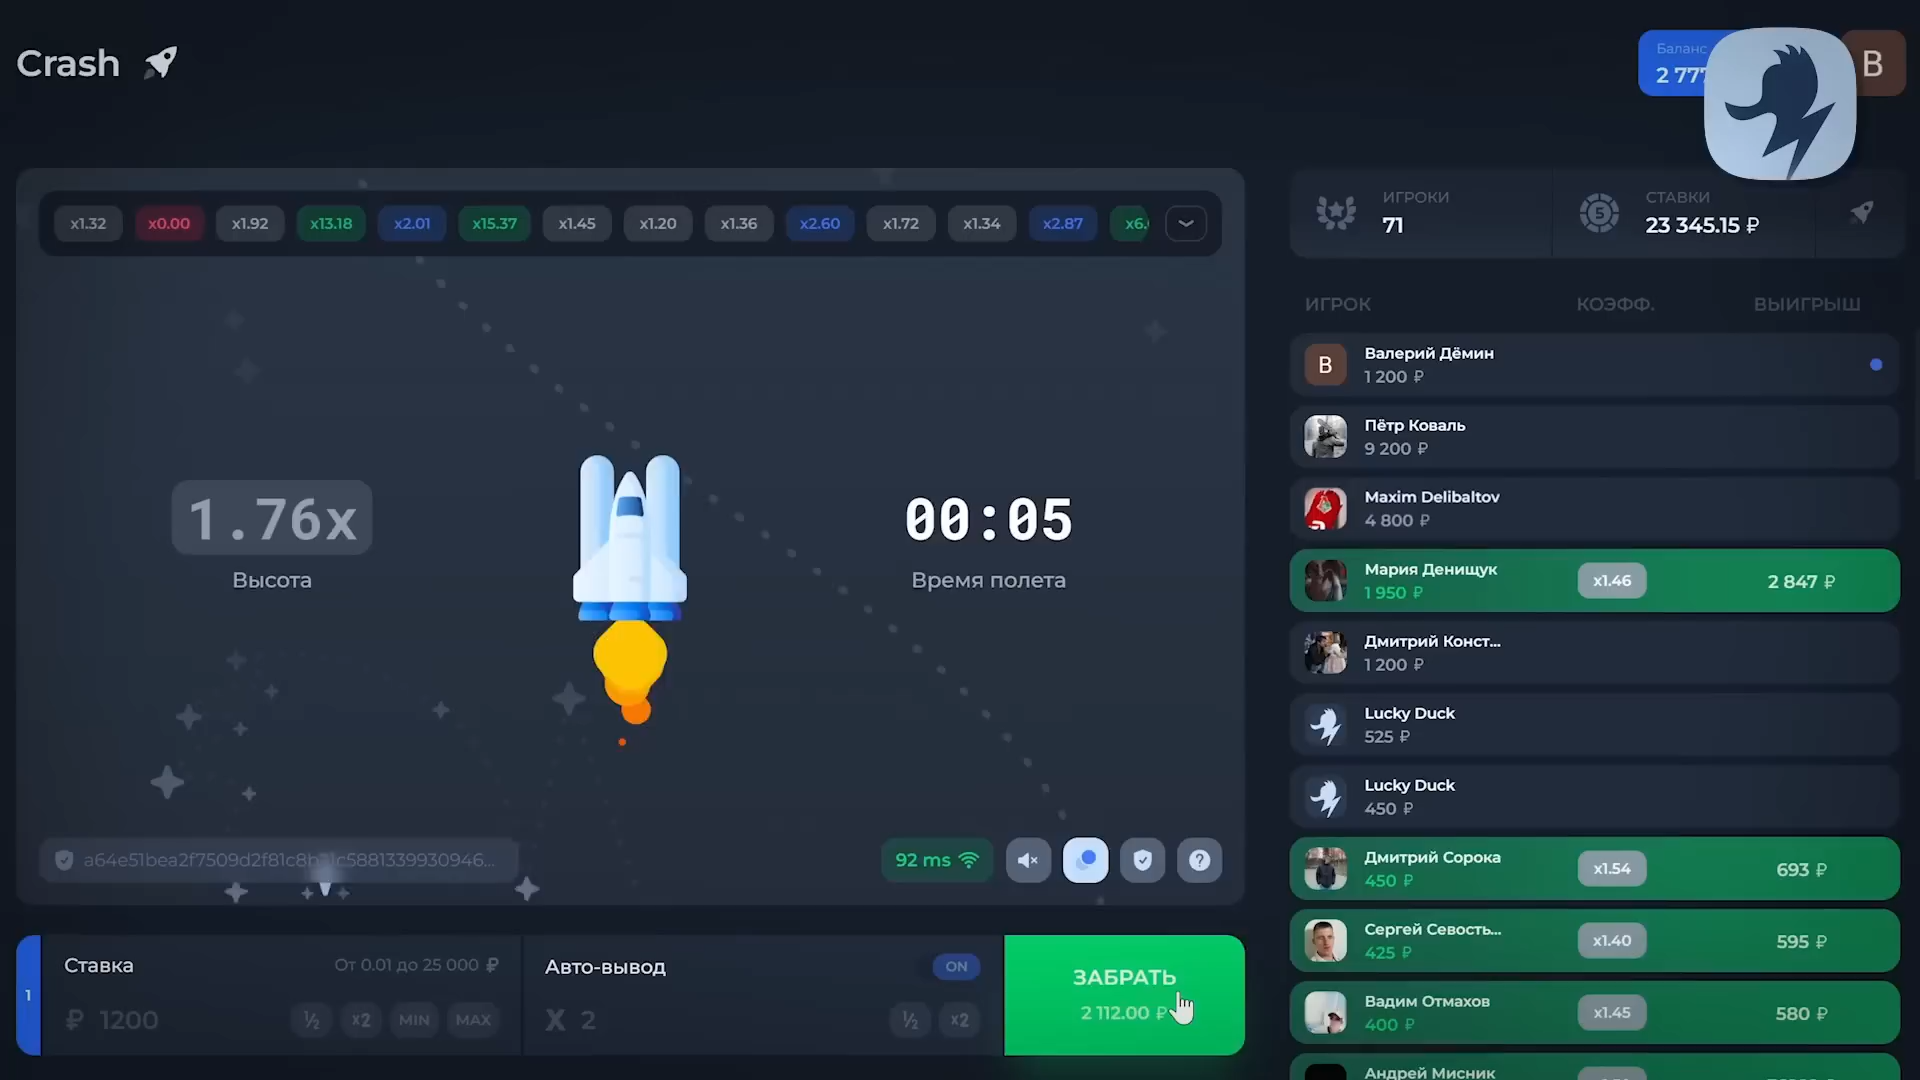 Crash
Баланс
2 777
B
x1.32 x0.00 x1.92 x13.18 x2.01 x15.37 x1.45 x1.20 x1.36 x2.60 x1.72 x1.34 x2.87 x6.
1.76x
Высота
00:05
Время полета
92 ms
1
Ставка
От 0.01 до 25 000 ₽
₽ 1200
½ x2 MIN MAX
Авто-вывод
ON
X 2
½ x2
ЗАБРАТЬ
2 112.00 ₽
ИГРОКИ
71
СТАВКИ
23 345.15 ₽
ИГРОК КОЭФФ. ВЫИГРЫШ
B
Валерий Дёмин
1 200 ₽
Пётр Коваль
9 200 ₽
Maxim Delibaltov
4 800 ₽
Мария Денищук
1 950 ₽
x1.46
2 847 ₽
Дмитрий Конст...
1 200 ₽
Lucky Duck
525 ₽
Lucky Duck
450 ₽
Дмитрий Сорока
450 ₽
x1.54
693 ₽
Сергей Севость...
425 ₽
x1.40
595 ₽
Вадим Отмахов
400 ₽
x1.45
580 ₽
Андрей Мисник